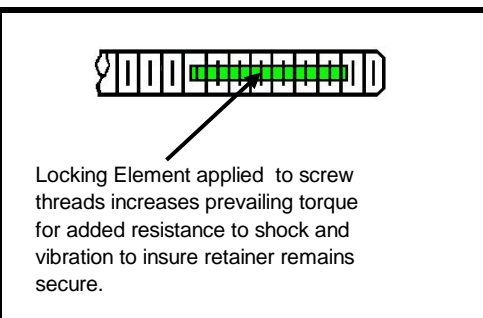 Locking Element applied  to screw
threads increases prevailing torque
for added resistance to shock and
vibration to insure retainer remains
secure.